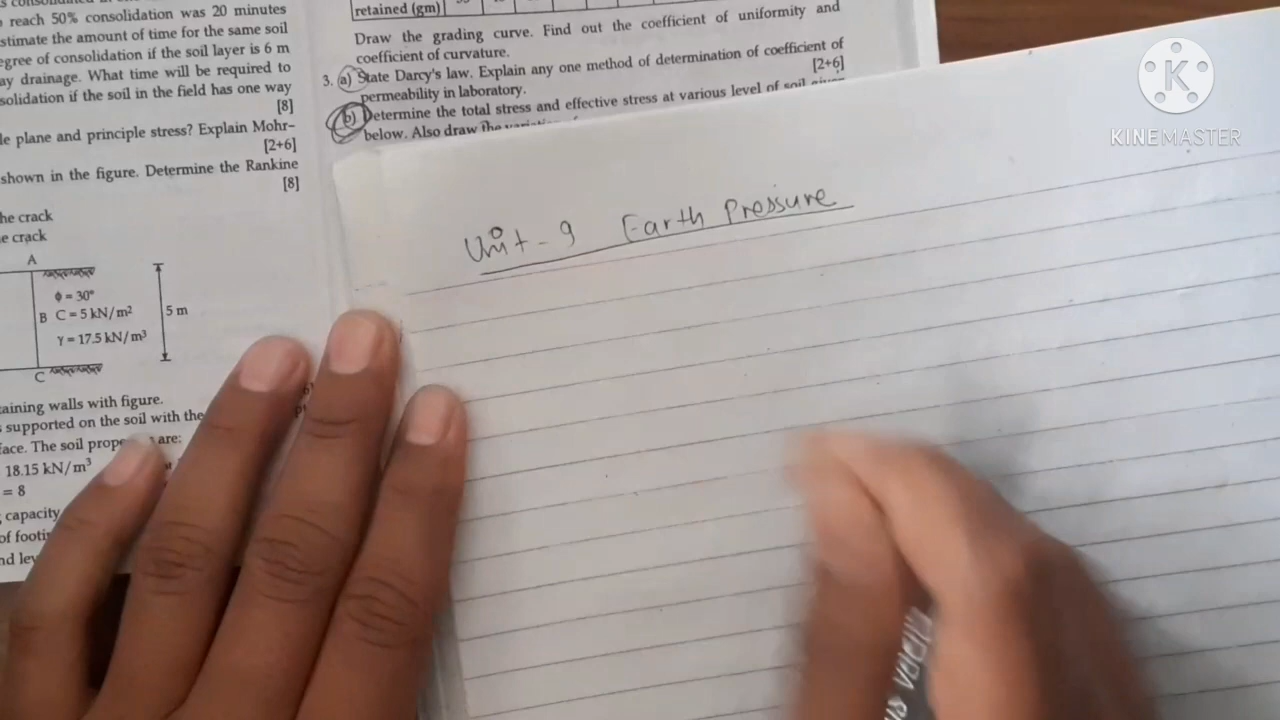 reach 50% consolidation was 20 minutes
stimate the amount of time for the same soil
egree of consolidation if the soil layer is 6 m
ay drainage. What time will be required to
solidation if the soil in the field has one way
[8]
le plane and principle stress? Explain Mohr–
[2+6]
shown in the figure. Determine the Rankine
[8]
he crack
e crack
A
ϕ = 30°
B C = 5 kN/m²
5 m
γ = 17.5 kN/m³
C
aining walls with figure.
supported on the soil with the
face. The soil prope are:
18.15 kN/m³
= 8
capacity
of footi
nd lev
retained (gm)
Draw the grading curve. Find out the coefficient of uniformity and
coefficient of curvature.
3. a) State Darcy's law. Explain any one method of determination of coefficient of
permeability in laboratory.
[2+6]
b) Determine the total stress and effective stress at various level of soil given
below. Also draw the
Unit - 9 Earth Pressure
K
KINEMASTER